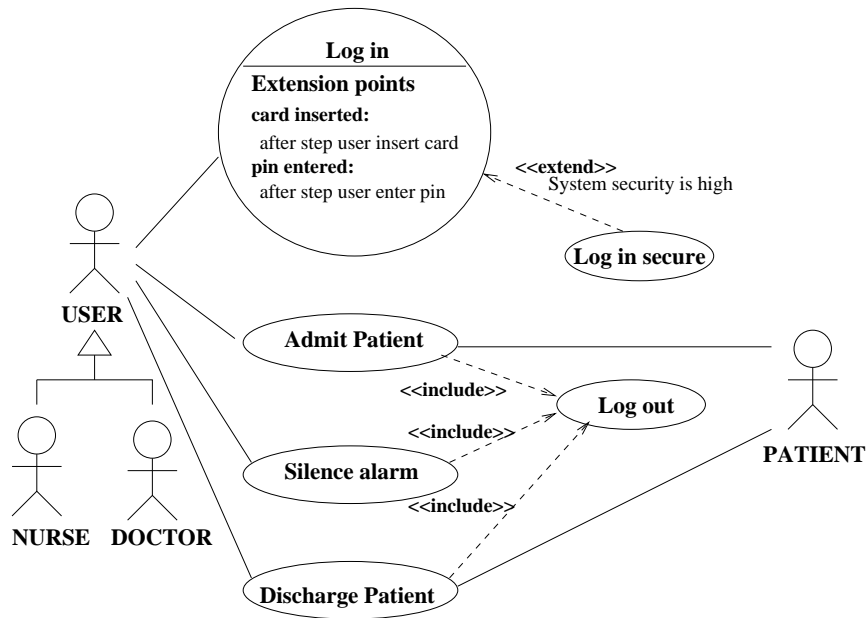 Log in
Extension points
card inserted:
after step user insert card
pin entered:
after step user enter pin
<<extend>>
System security is high
Log in secure
USER
Admit Patient
<<include>>
Log out
<<include>>
Silence alarm
PATIENT
<<include>>
NURSE
DOCTOR
Discharge Patient